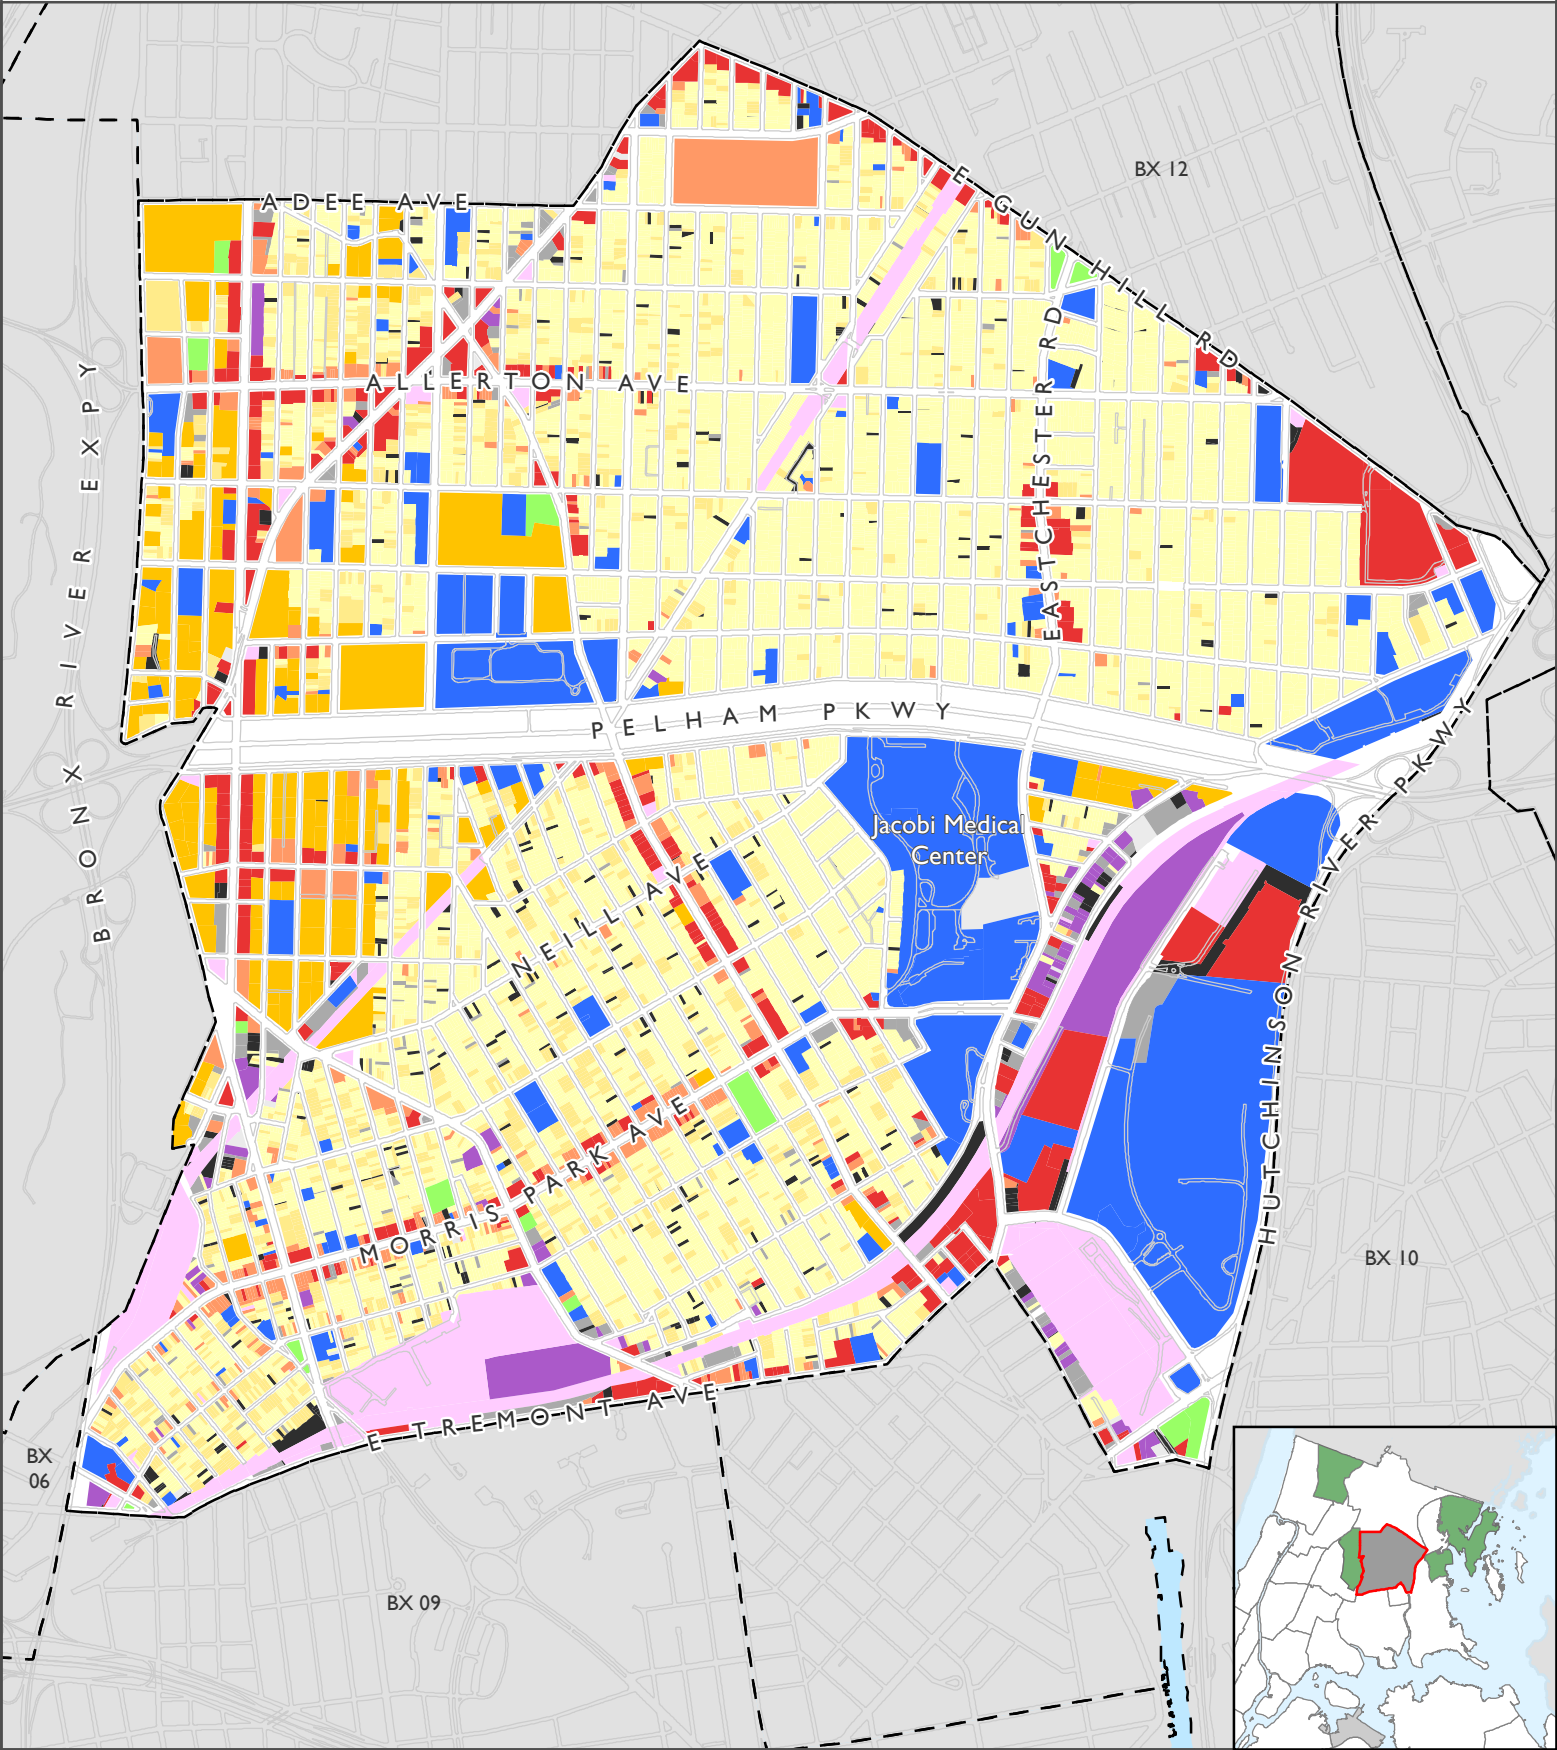 BX 12
ADEE AVE
E GUN HILL RD
ALLERTON AVE
EASTCHESTER RD
BRONX RIVER EXPY
PELHAM PKWY
Jacobi Medical
Center
NEILL AVE
HUTCHINSON RIVER PKWY
MORRIS PARK AVE
BX 10
E TREMONT AVE
BX
06
BX 09